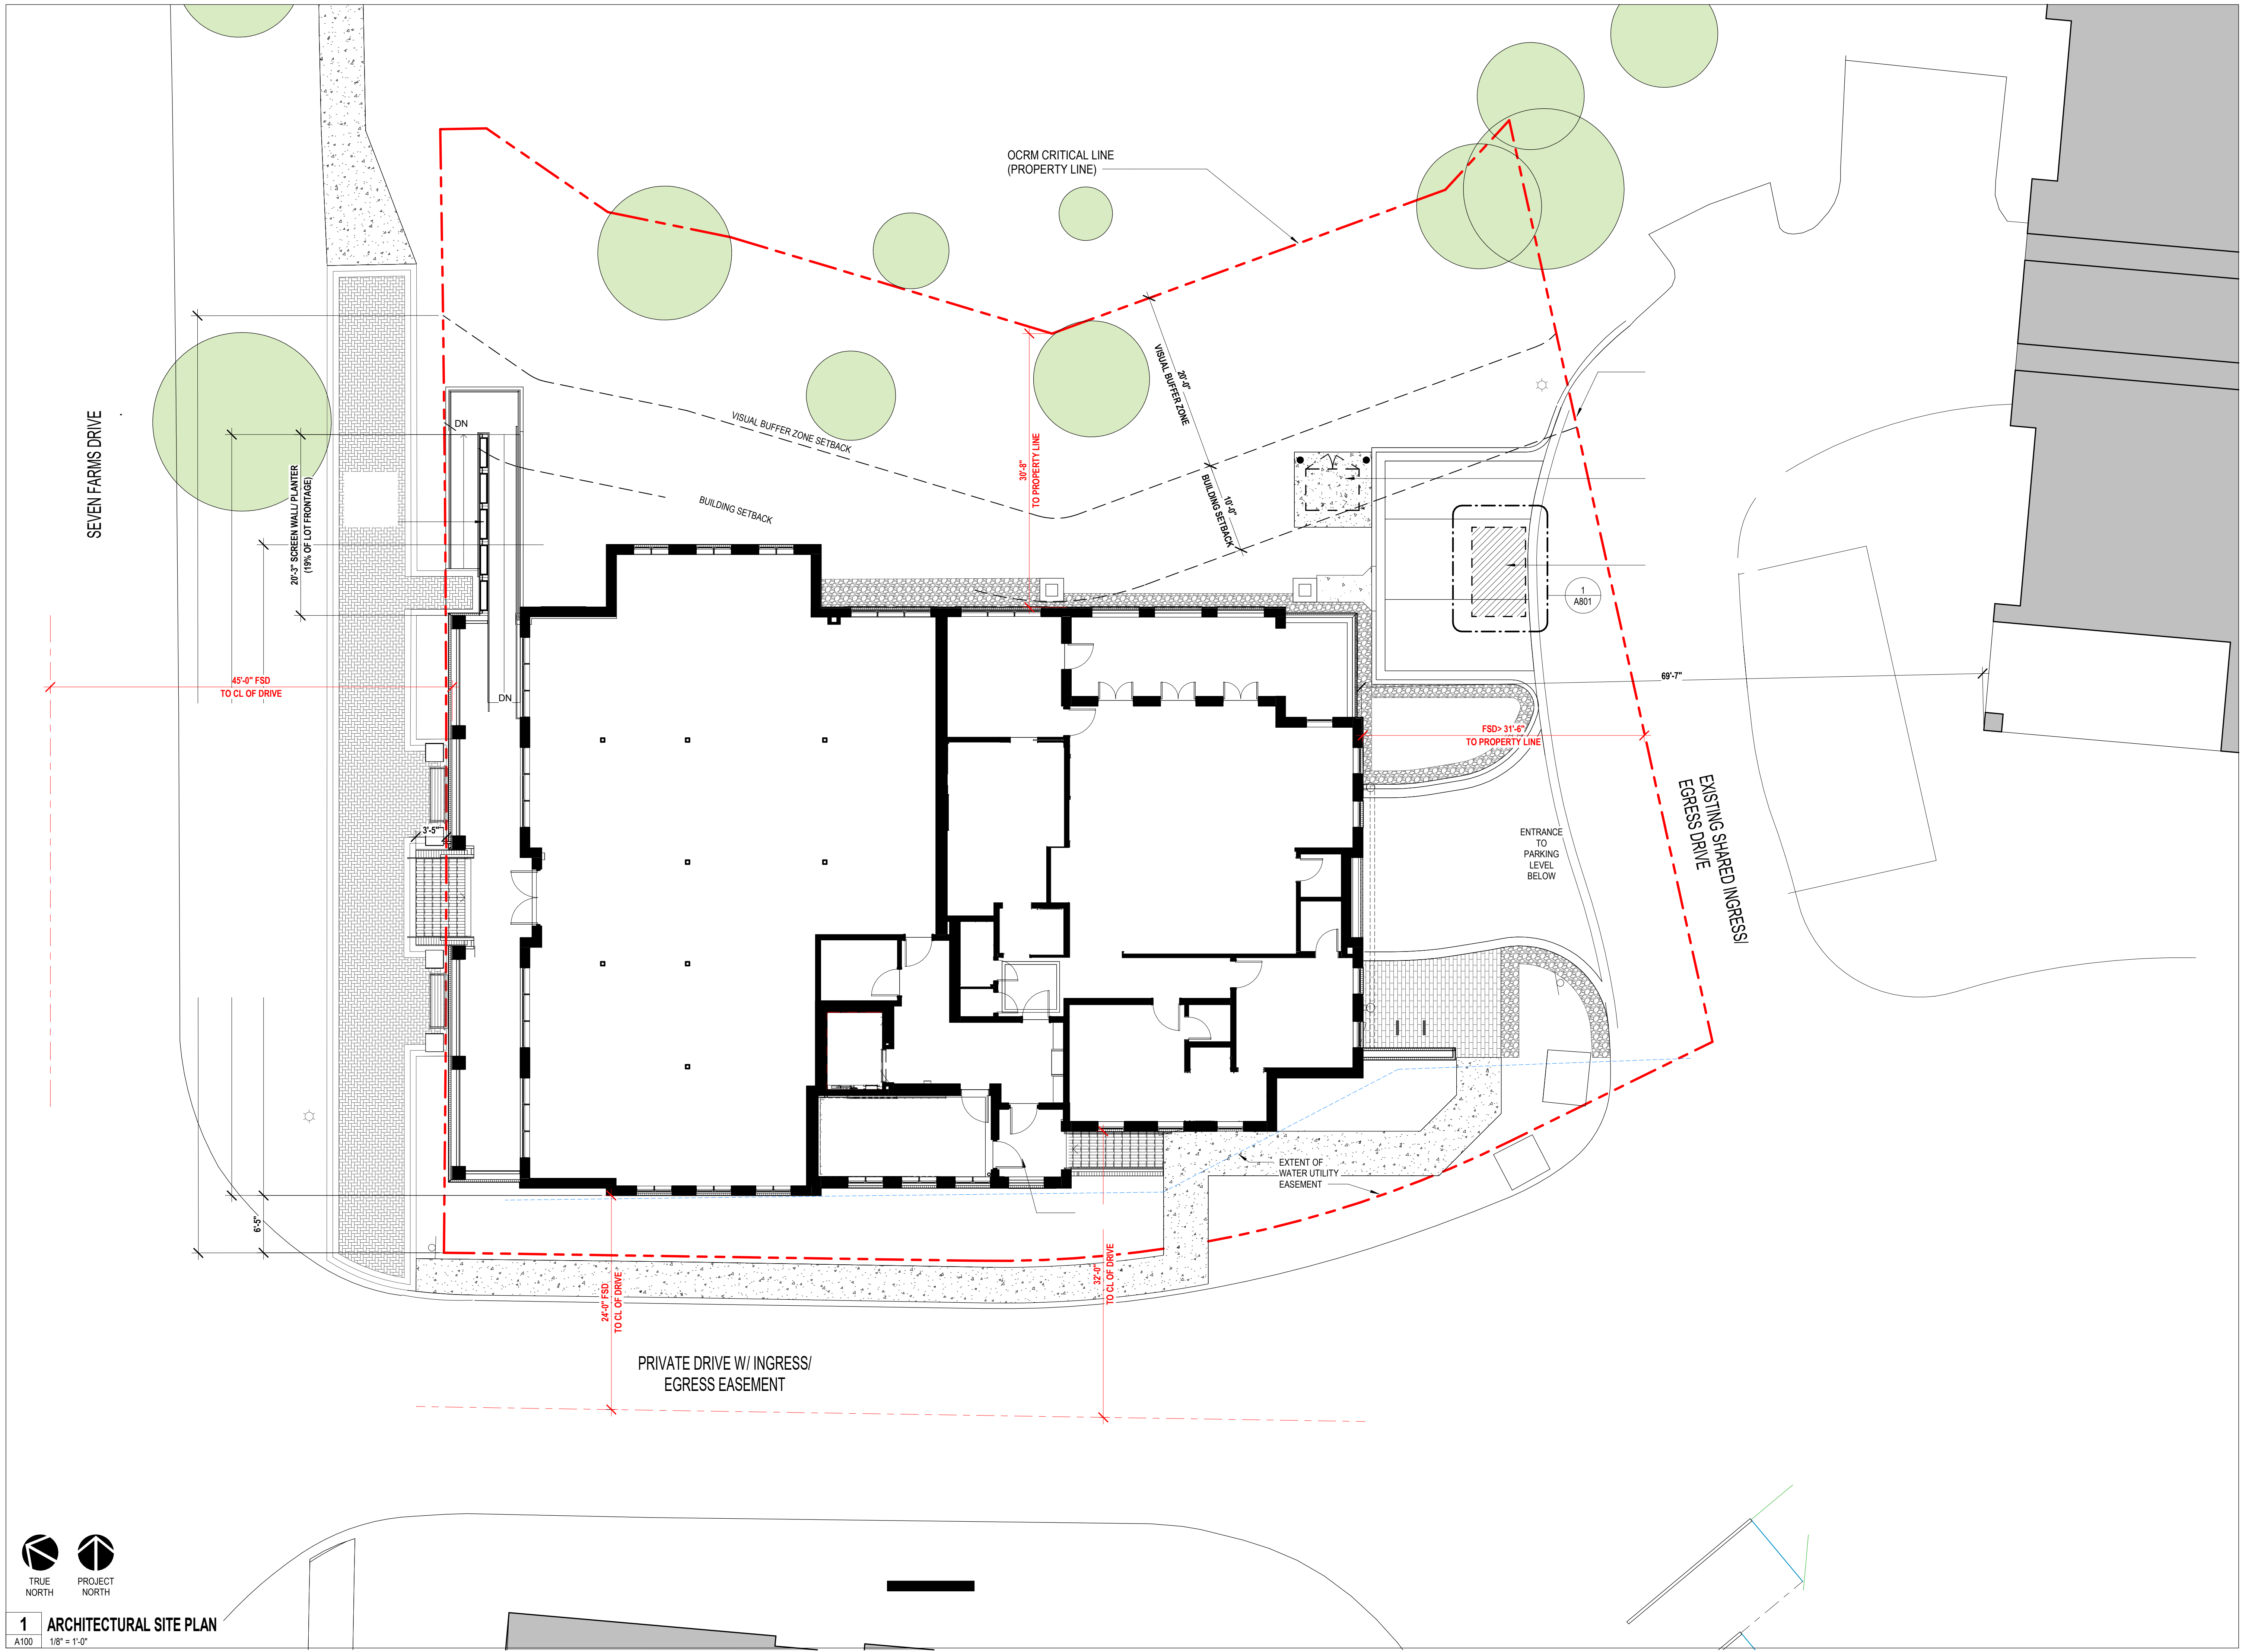 OCRM CRITICAL LINE
(PROPERTY LINE)
SEVEN FARMS DRIVE
DN
20'-3" SCREEN WALL/ PLANTER
(19% OF LOT FRONTAGE)
VISUAL BUFFER ZONE SETBACK
BUILDING SETBACK
30'-8"
TO PROPERTY LINE
20'-0"
VISUAL BUFFER ZONE
10'-0"
BUILDING SETBACK
1
A801
45'-0" FSD
TO CL OF DRIVE
DN
69'-7"
FSD> 31'-6"
TO PROPERTY LINE
EXISTING SHARED INGRESS/
EGRESS DRIVE
3'-5"
ENTRANCE
TO
PARKING
LEVEL
BELOW
EXTENT OF
WATER UTILITY
EASEMENT
6'-5"
24'-0" FSD
TO CL OF DRIVE
32'-0"
TO CL OF DRIVE
PRIVATE DRIVE W/ INGRESS/
EGRESS EASEMENT
TRUE
NORTH
PROJECT
NORTH
1
ARCHITECTURAL SITE PLAN
A100
1/8" = 1'-0"